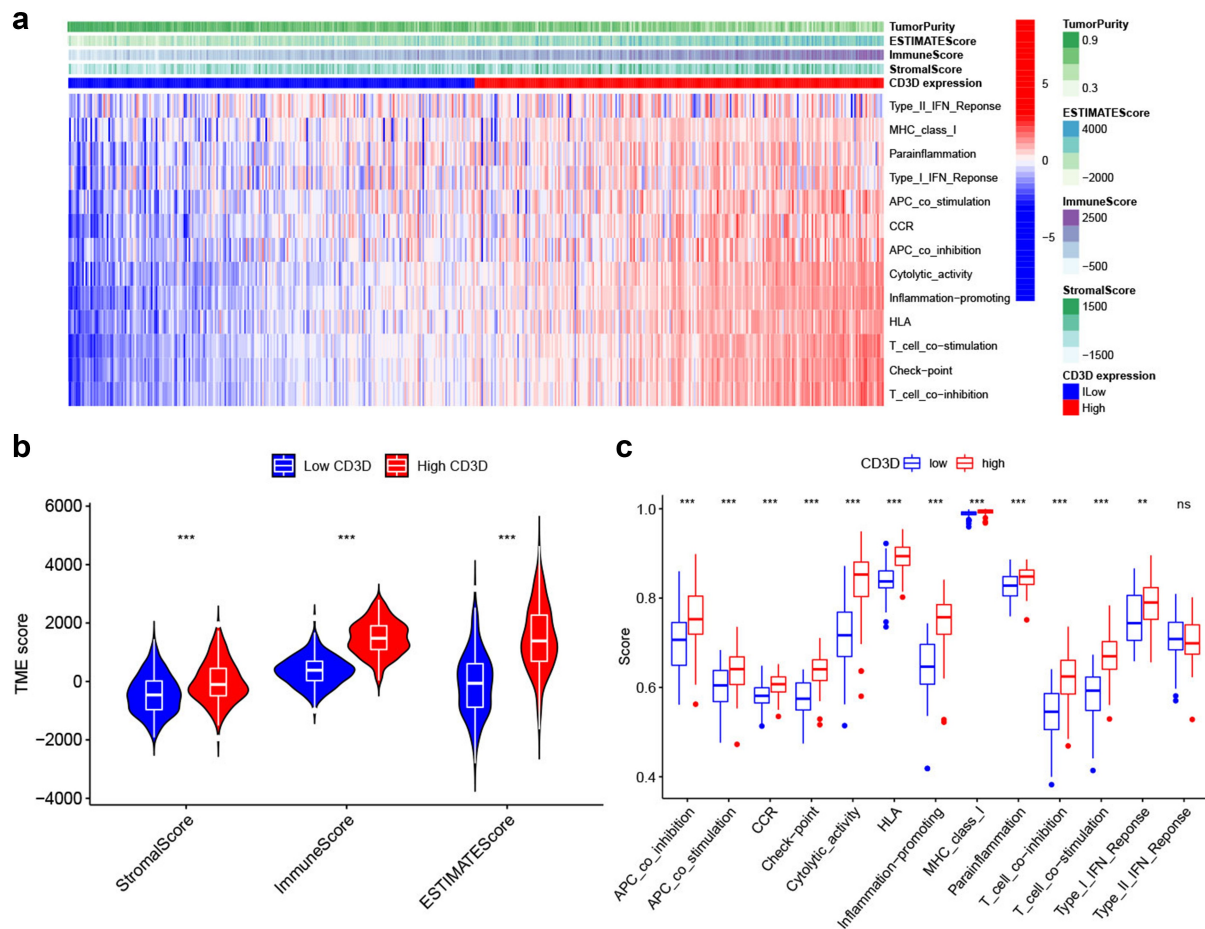 a
TumorPurity
ESTIMATEScore
ImmuneScore
StromalScore
CD3D expression
Type_II_IFN_Reponse
MHC_class_I
Parainflammation
Type_I_IFN_Reponse
APC_co_stimulation
CCR
APC_co_inhibition
Cytolytic_activity
Inflammation-promoting
HLA
T_cell_co-stimulation
Check-point
T_cell_co-inhibition
5
0
−5
TumorPurity
0.9
0.3
ESTIMATEScore
4000
−2000
ImmuneScore
2500
−500
StromalScore
1500
−1500
CD3D expression
lLow
High
b
Low CD3D High CD3D
TME score
6000
4000
2000
0
−2000
−4000
*** *** ***
StromalScore
ImmuneScore
ESTIMATEScore
c
CD3D low high
Score
1.0
0.8
0.6
0.4
*** *** *** *** *** *** *** *** *** *** *** ** ns
APC_co_inhibition
APC_co_stimulation
CCR
Check-point
Cytolytic_activity
HLA
Inflammation-promoting
MHC_class_I
Parainflammation
T_cell_co-inhibition
T_cell_co-stimulation
Type_I_IFN_Reponse
Type_II_IFN_Reponse